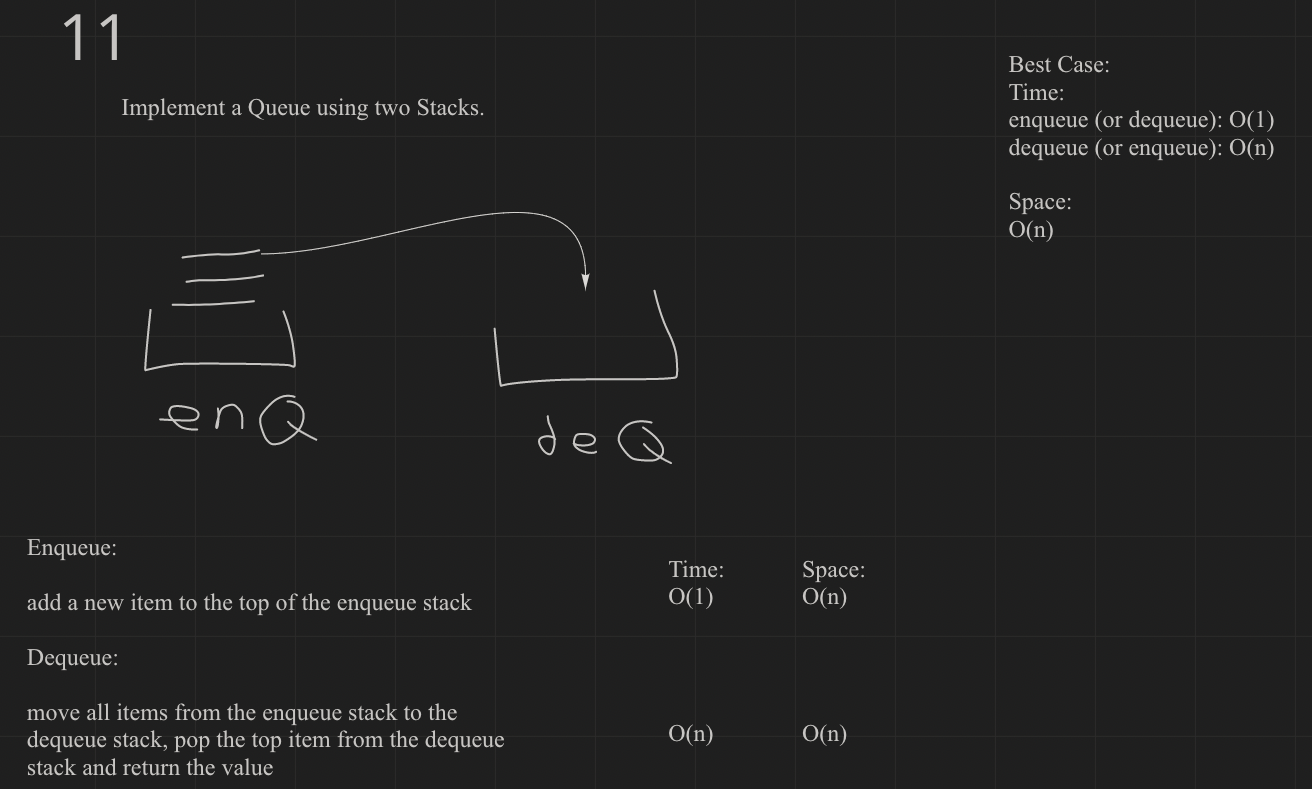 11
Implement a Queue using two Stacks.
Best Case:
Time:
enqueue (or dequeue): O(1)
dequeue (or enqueue): O(n)
Space:
O(n)
enQ
deQ
Enqueue:
add a new item to the top of the enqueue stack
Time:
O(1)
Space:
O(n)
Dequeue:
move all items from the enqueue stack to the
dequeue stack, pop the top item from the dequeue
stack and return the value
O(n)
O(n)